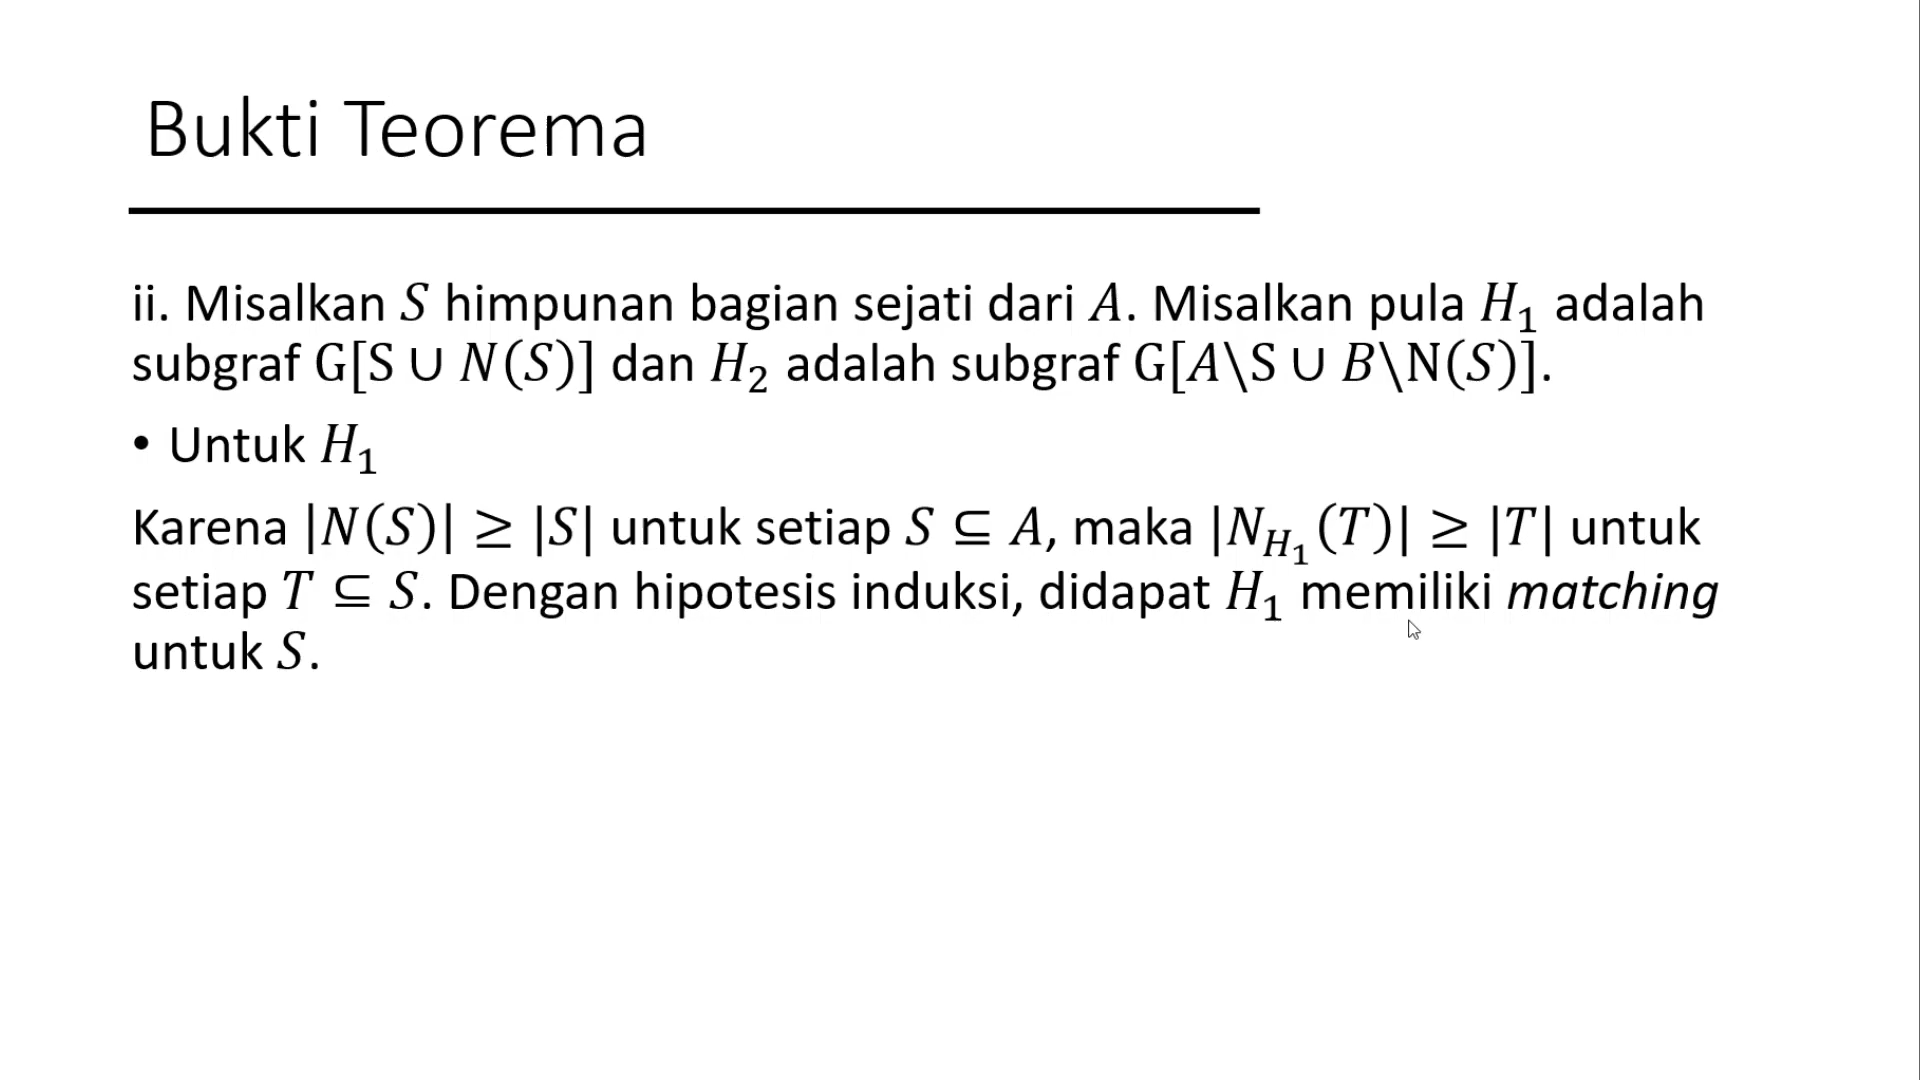 Bukti Teorema
ii. Misalkan 𝑆 himpunan bagian sejati dari 𝐴. Misalkan pula 𝐻₁ adalah
subgraf G[S ∪ 𝑁(𝑆)] dan 𝐻₂ adalah subgraf G[𝐴\S ∪ 𝐵\N(𝑆)].
• Untuk 𝐻₁
Karena |𝑁(𝑆)| ≥ |𝑆| untuk setiap 𝑆 ⊆ 𝐴, maka |𝑁_{𝐻₁}(𝑇)| ≥ |𝑇| untuk
setiap 𝑇 ⊆ 𝑆. Dengan hipotesis induksi, didapat 𝐻₁ memiliki matching
untuk 𝑆.